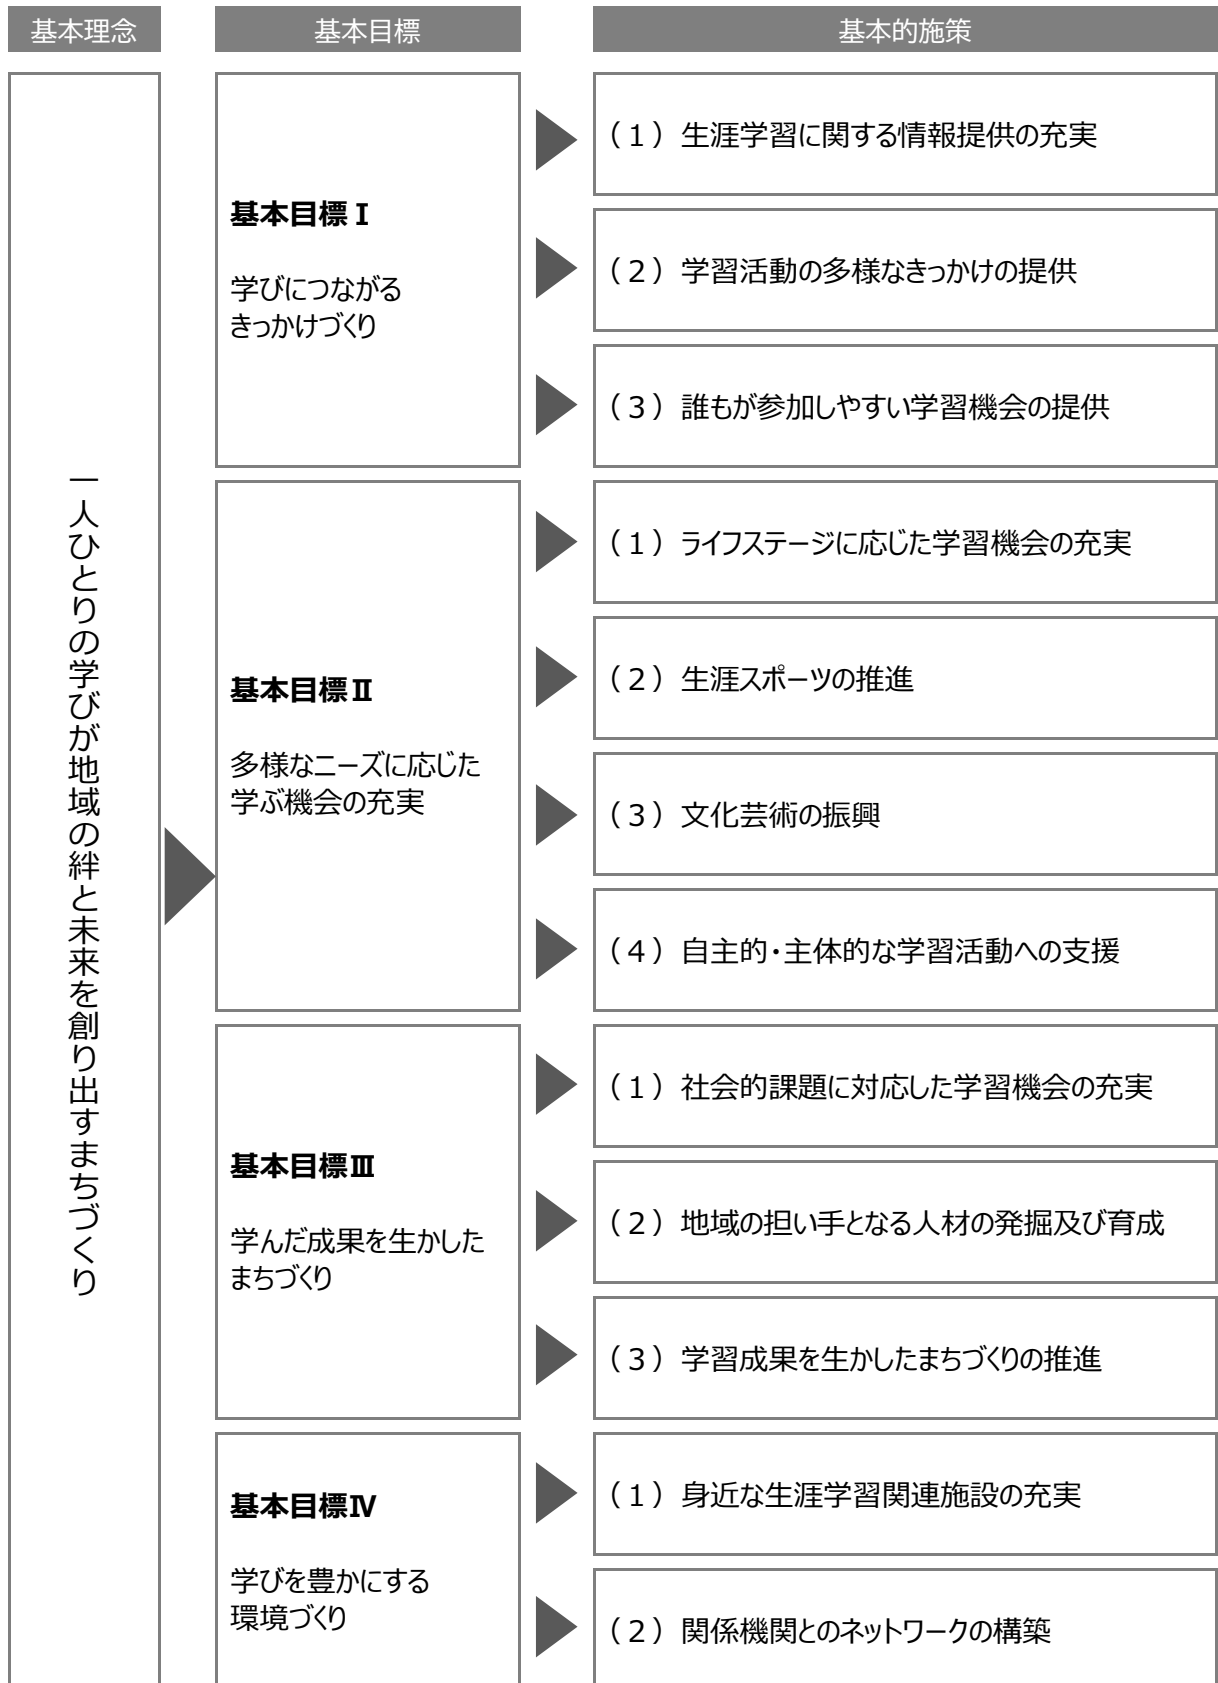 基本理念
基本目標
基本的施策
一人ひとりの学びが地域の絆と未来を創り出すまちづくり
基本目標Ⅰ
学びにつながる
きっかけづくり
（１）生涯学習に関する情報提供の充実
（２）学習活動の多様なきっかけの提供
（３）誰もが参加しやすい学習機会の提供
基本目標Ⅱ
多様なニーズに応じた
学ぶ機会の充実
（１）ライフステージに応じた学習機会の充実
（２）生涯スポーツの推進
（３）文化芸術の振興
（４）自主的・主体的な学習活動への支援
基本目標Ⅲ
学んだ成果を生かした
まちづくり
（１）社会的課題に対応した学習機会の充実
（２）地域の担い手となる人材の発掘及び育成
（３）学習成果を生かしたまちづくりの推進
基本目標Ⅳ
学びを豊かにする
環境づくり
（１）身近な生涯学習関連施設の充実
（２）関係機関とのネットワークの構築